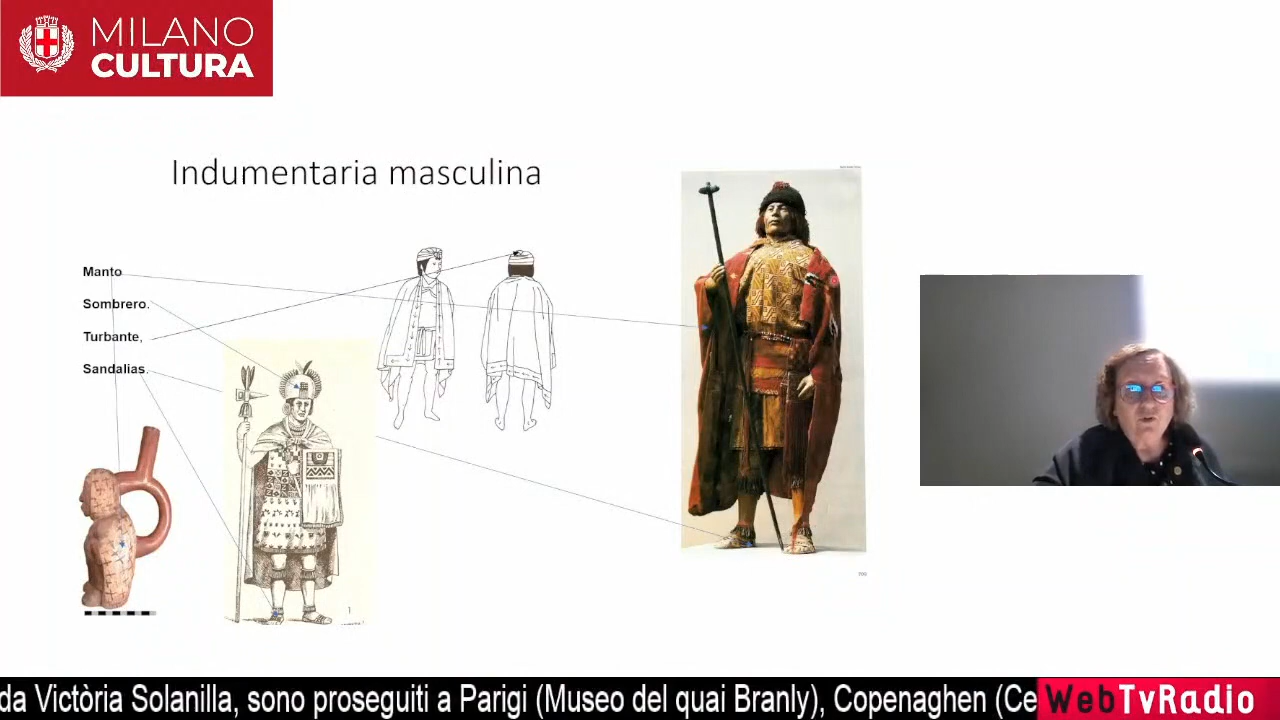 MILANO
CULTURA
Indumentaria masculina
Manto
Sombrero.
Turbante,
Sandalias.
1
da Victòria Solanilla, sono proseguiti a Parigi (Museo del quai Branly), Copenaghen (Ce
WebTvRadio